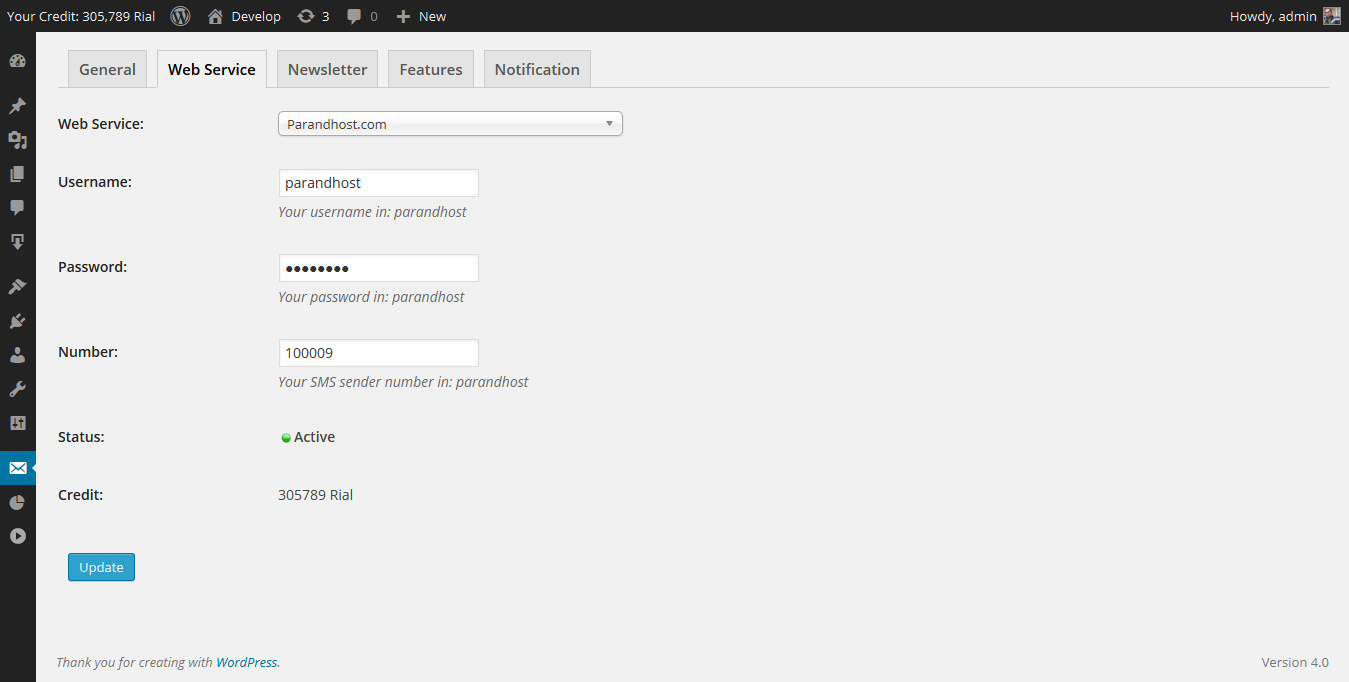 Your Credit: 305,789 Rial Develop 3 0 New Howdy, admin
General Web Service Newsletter Features Notification
Web Service: Parandhost.com
Username: parandhost
Your username in: parandhost
Password: ●●●●●●●●
Your password in: parandhost
Number: 100009
Your SMS sender number in: parandhost
Status: Active
Credit: 305789 Rial
Update
Thank you for creating with WordPress. Version 4.0